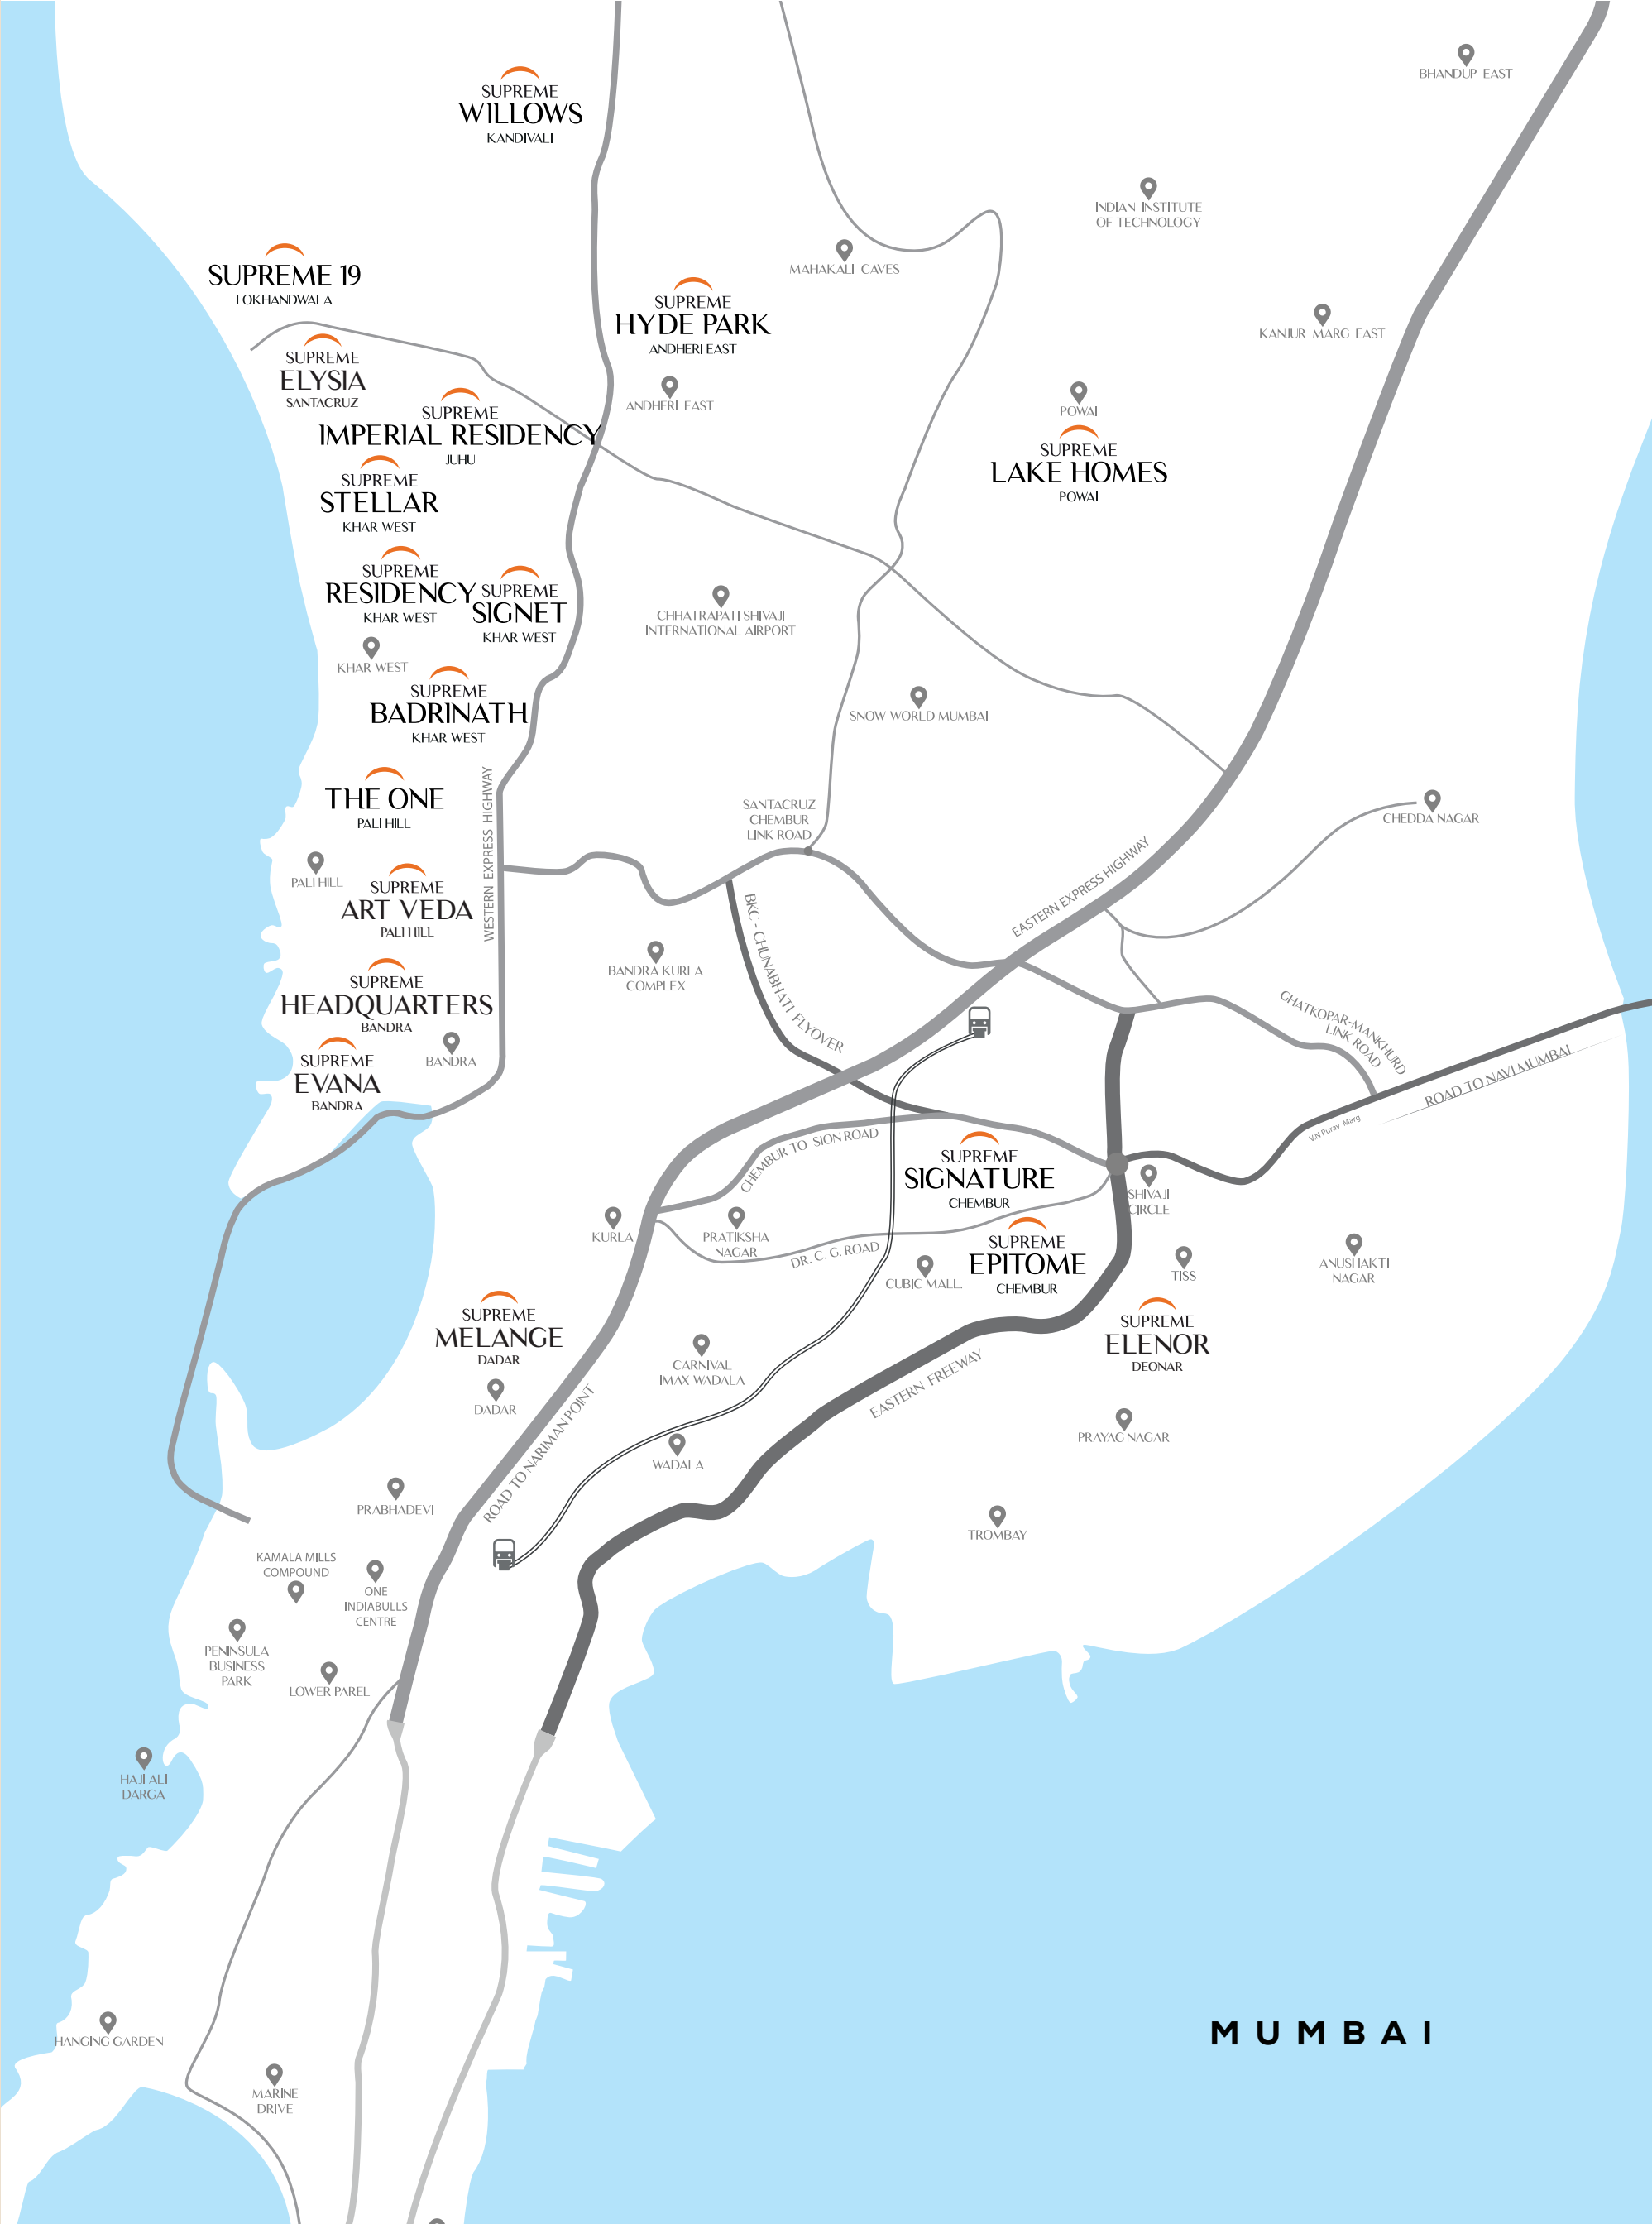 BHANDUP EAST
SUPREME
WILLOWS
KANDIVALI
INDIAN INSTITUTE
OF TECHNOLOGY
MAHAKALI CAVES
SUPREME 19
LOKHANDWALA
SUPREME
HYDE PARK
ANDHERI EAST
KANJUR MARG EAST
SUPREME
ELYSIA
SANTACRUZ
ANDHERI EAST
POWAI
SUPREME
IMPERIAL RESIDENCY
JUHU
SUPREME
LAKE HOMES
POWAI
SUPREME
STELLAR
KHAR WEST
SUPREME
RESIDENCY
KHAR WEST
SUPREME
SIGNET
KHAR WEST
CHHATRAPATI SHIVAJI
INTERNATIONAL AIRPORT
KHAR WEST
SUPREME
BADRINATH
KHAR WEST
SNOW WORLD MUMBAI
THE ONE
PALI HILL
WESTERN EXPRESS HIGHWAY
SANTACRUZ
CHEMBUR
LINK ROAD
CHEDDA NAGAR
PALI HILL
SUPREME
ART VEDA
PALI HILL
EASTERN EXPRESS HIGHWAY
BKC - CHUNABHATI FLYOVER
BANDRA KURLA
COMPLEX
SUPREME
HEADQUARTERS
BANDRA
GHATKOPAR-MANKHURD
LINK ROAD
BANDRA
SUPREME
EVANA
BANDRA
ROAD TO NAVI MUMBAI
V.N Purav Marg
CHEMBUR TO SION ROAD
SUPREME
SIGNATURE
CHEMBUR
SHIVAJI
CIRCLE
KURLA
PRATIKSHA
NAGAR
DR. C. G. ROAD
SUPREME
EPITOME
CHEMBUR
CUBIC MALL
TISS
ANUSHAKTI
NAGAR
SUPREME
MELANGE
DADAR
SUPREME
ELENOR
DEONAR
CARNIVAL
IMAX WADALA
DADAR
EASTERN FREEWAY
ROAD TO NARIMAN POINT
PRAYAG NAGAR
WADALA
PRABHADEVI
TROMBAY
KAMALA MILLS
COMPOUND
ONE
INDIABULLS
CENTRE
PENINSULA
BUSINESS
PARK
LOWER PAREL
HAJI ALI
DARGA
HANGING GARDEN
MUMBAI
MARINE
DRIVE